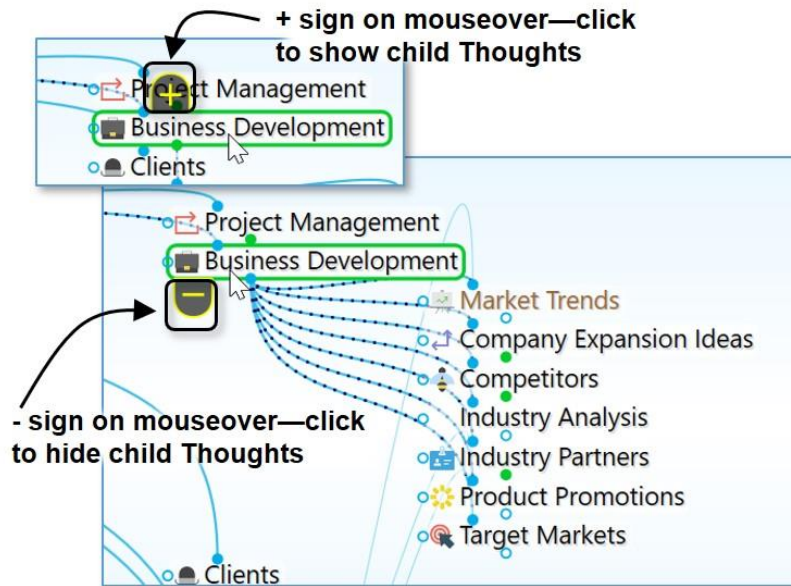 + sign on mouseover—click
to show child Thoughts
Project Management
Business Development
Clients
Project Management
Business Development
Market Trends
Company Expansion Ideas
Competitors
- sign on mouseover—click
to hide child Thoughts
Industry Analysis
Industry Partners
Product Promotions
Target Markets
Clients